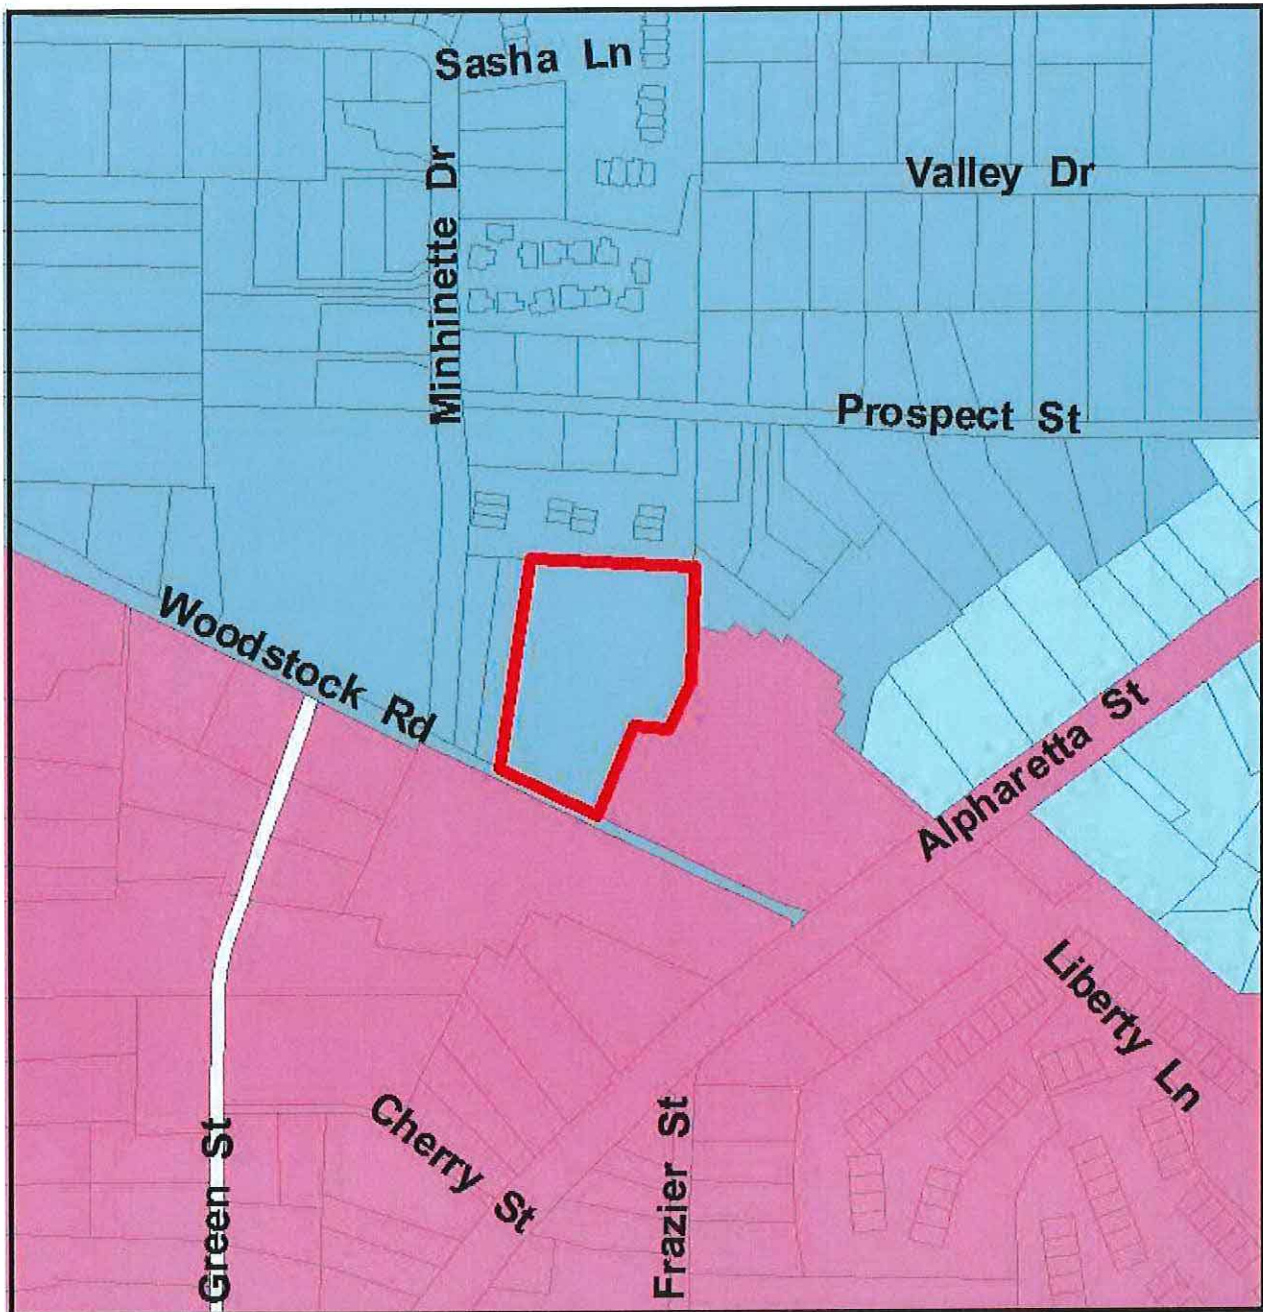 Sasha Ln
Valley Dr
Minhinette Dr
Prospect St
Woodstock Rd
Alpharetta St
Liberty Ln
Cherry St
Frazier St
Green St